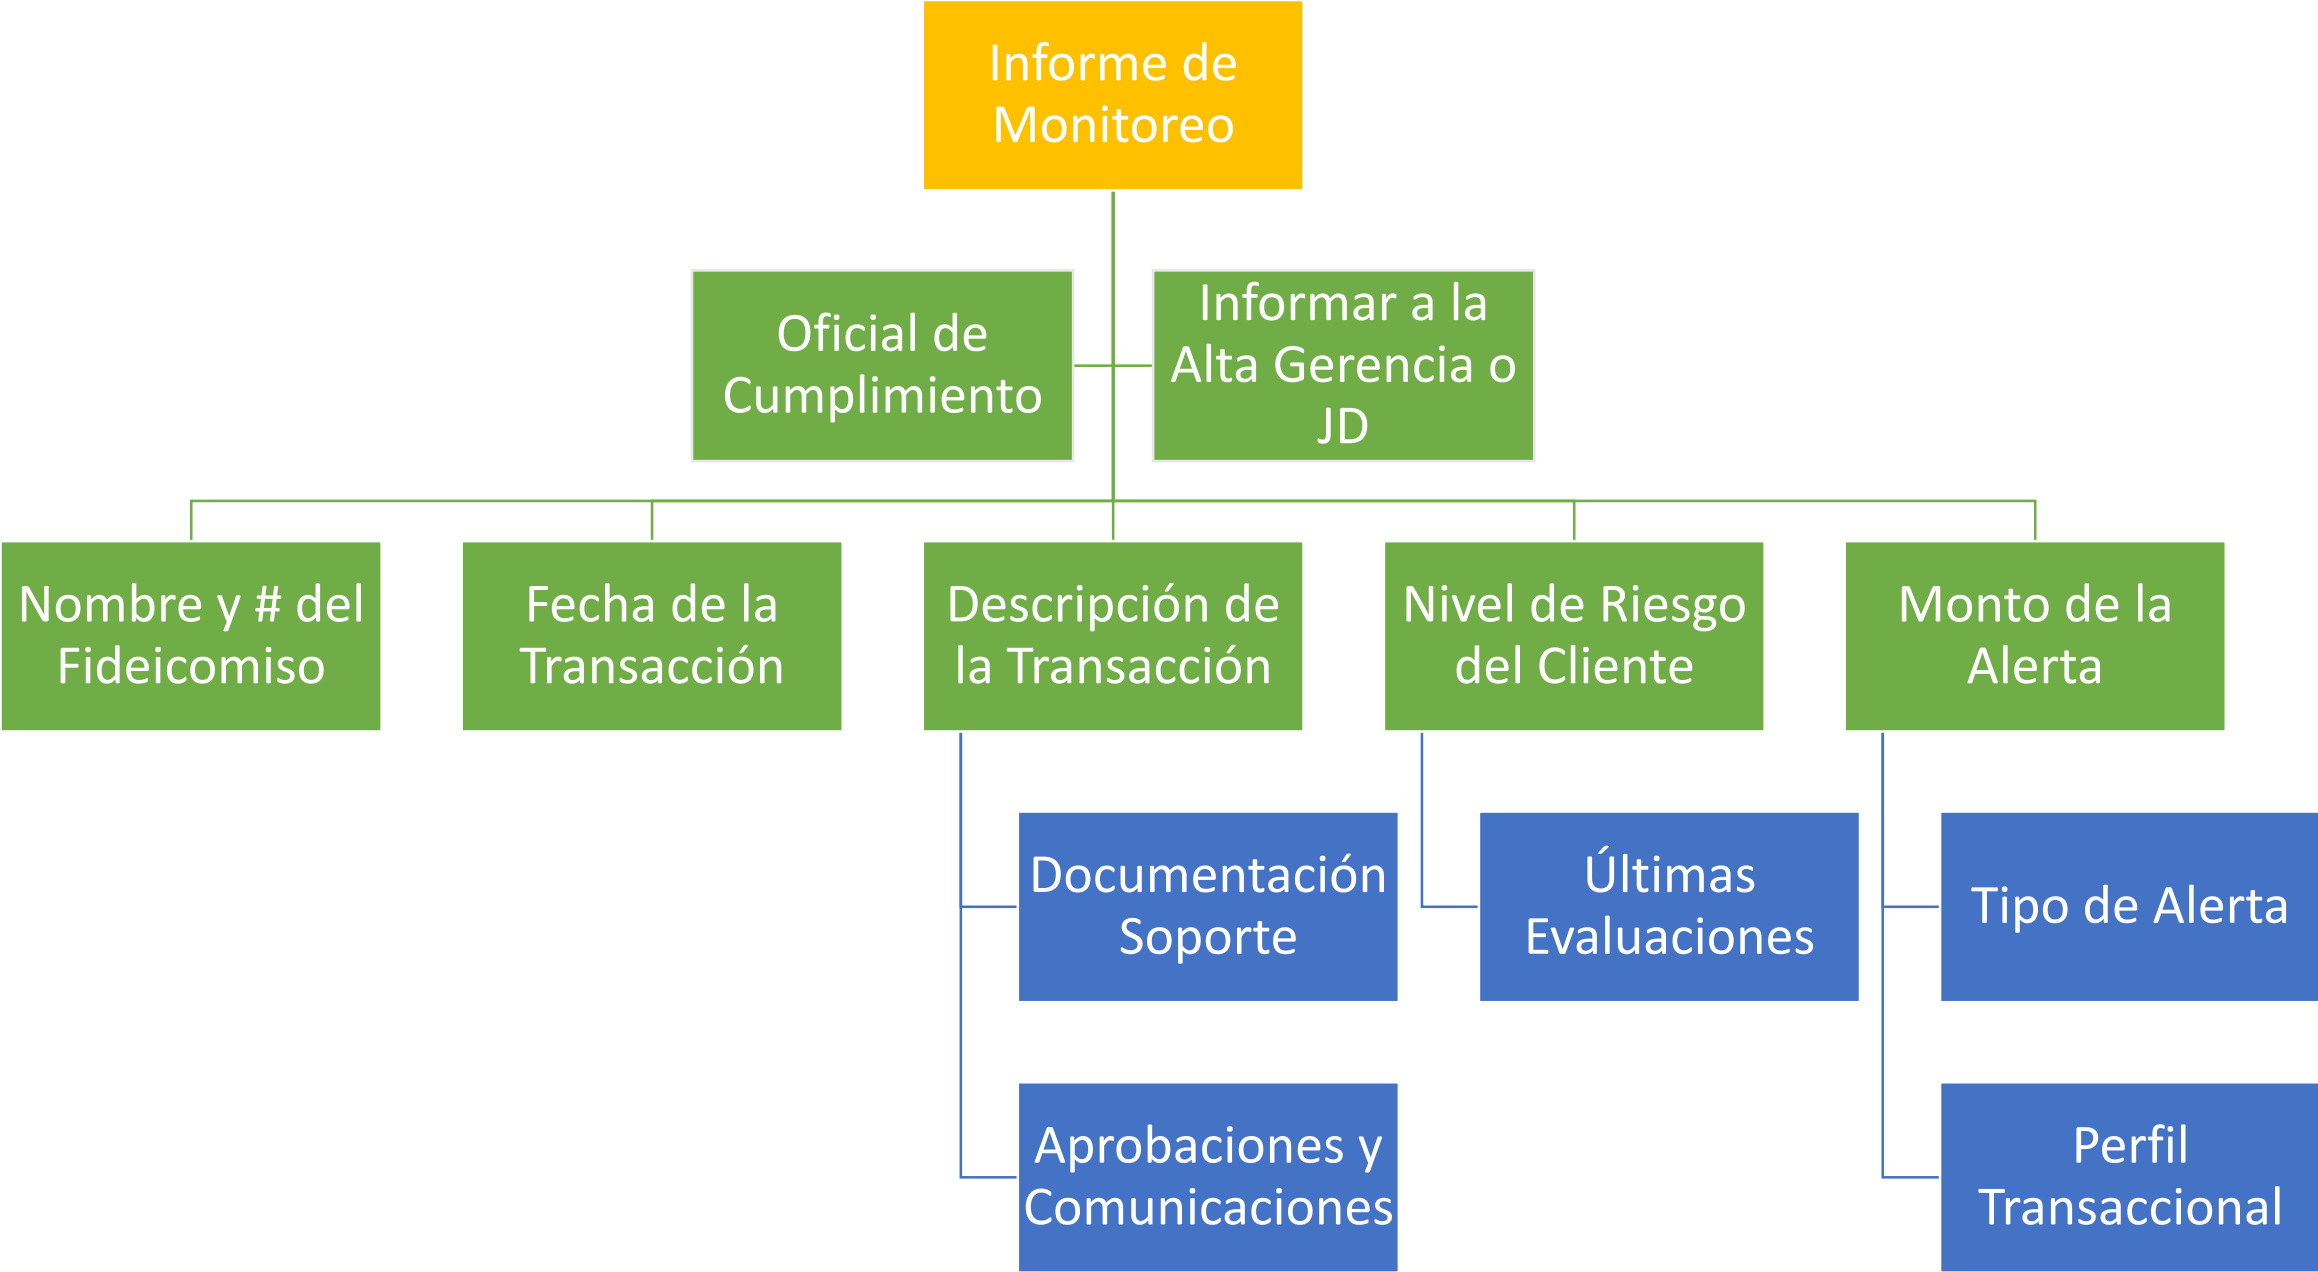 Informe de
Monitoreo
Oficial de
Cumplimiento
Informar a la
Alta Gerencia o
JD
Nombre y # del
Fideicomiso
Fecha de la
Transacción
Descripción de
la Transacción
Nivel de Riesgo
del Cliente
Monto de la
Alerta
Documentación
Soporte
Últimas
Evaluaciones
Tipo de Alerta
Aprobaciones y
Comunicaciones
Perfil
Transaccional